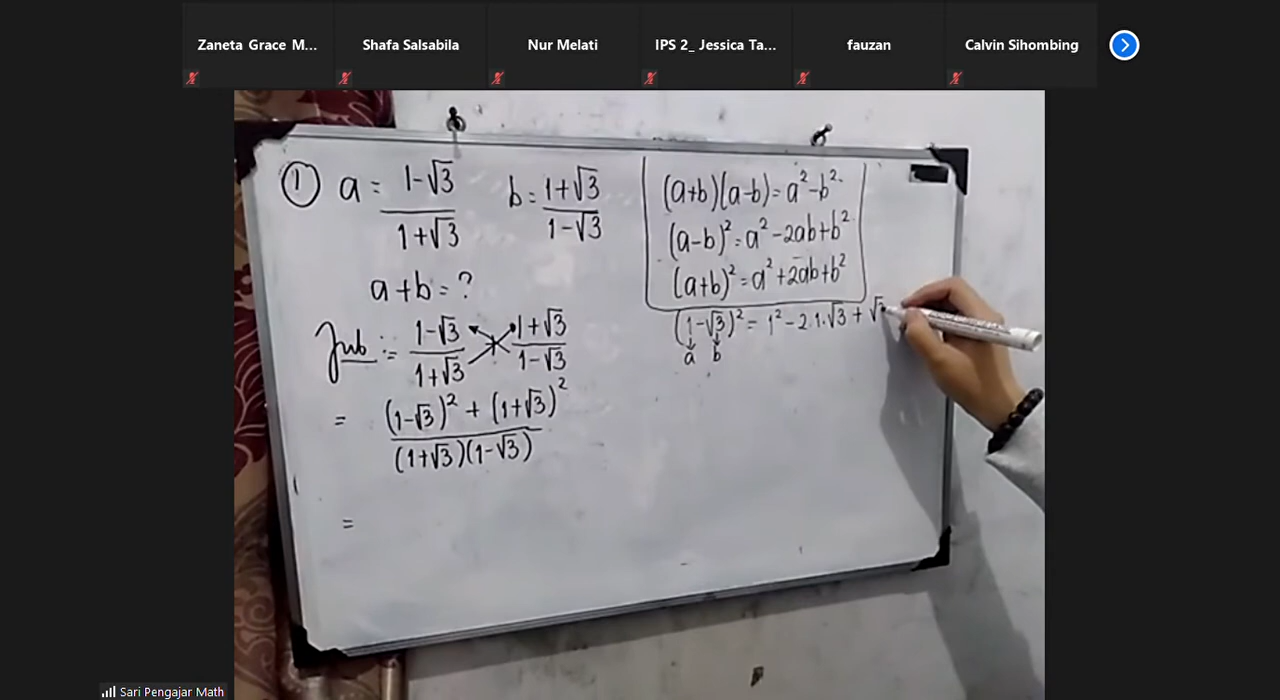 Zaneta Grace M...
Shafa Salsabila
Nur Melati
IPS 2_ Jessica Ta...
fauzan
Calvin Sihombing
① a = (1-√3)/(1+√3) b = (1+√3)/(1-√3)
a+b = ?
Jwb := (1-√3)/(1+√3) (1+√3)/(1-√3)
= ((1-√3)² + (1+√3)²)/((1+√3)(1-√3))
=
(a+b)(a-b) = a² - b²
(a-b)² = a² - 2ab + b²
(a+b)² = a² + 2ab + b²
(1-√3)² = 1² - 2.1.√3 + √
a b
Sari Pengajar Math